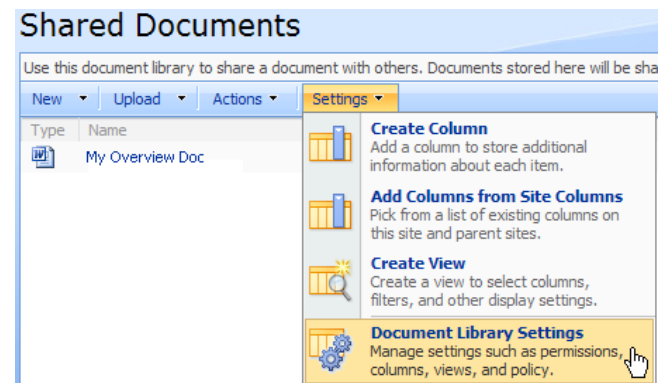 Shared Documents
Use this document library to share a document with others. Documents stored here will be sha
New Upload Actions Settings
Type Name
My Overview Doc
Create Column
Add a column to store additional
information about each item.
Add Columns from Site Columns
Pick from a list of existing columns on
this site and parent sites.
Create View
Create a view to select columns,
filters, and other display settings.
Document Library Settings
Manage settings such as permissions,
columns, views, and policy.